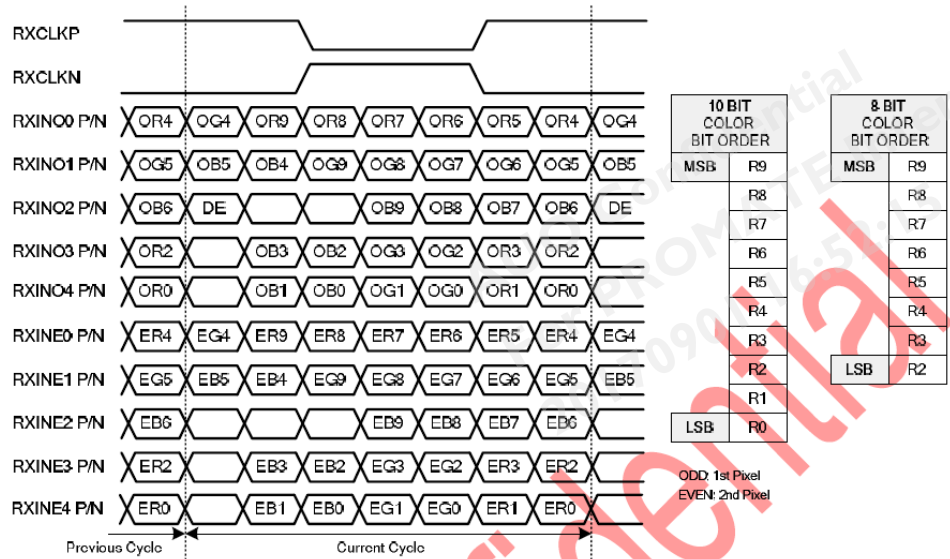 RXCLKP
RXCLKN
RXINO0 P/N OR4 OG4 OR9 OR8 OR7 OR6 OR5 OR4 OG4
RXINO1 P/N OG5 OB5 OB4 OG9 OG8 OG7 OG6 OG5 OB5
RXINO2 P/N OB6 DE OB9 OB8 OB7 OB6 DE
RXINO3 P/N OR2 OB3 OB2 OG3 OG2 OR3 OR2
RXINO4 P/N OR0 OB1 OB0 OG1 OG0 OR1 OR0
RXINE0 P/N ER4 EG4 ER9 ER8 ER7 ER6 ER5 ER4 EG4
RXINE1 P/N EG5 EB5 EB4 EG9 EG8 EG7 EG6 EG5 EB5
RXINE2 P/N EB6 EB9 EB8 EB7 EB6
RXINE3 P/N ER2 EB3 EB2 EG3 EG2 ER3 ER2
RXINE4 P/N ER0 EB1 EB0 EG1 EG0 ER1 ER0
Previous Cycle Current Cycle
10 BIT
COLOR
BIT ORDER
MSB R9
R8
R7
R6
R5
R4
R3
R2
R1
LSB R0
8 BIT
COLOR
BIT ORDER
MSB R9
R8
R7
R6
R5
R4
R3
LSB R2
ODD: 1st Pixel
EVEN: 2nd Pixel
AUO Confidential
For PROMATE